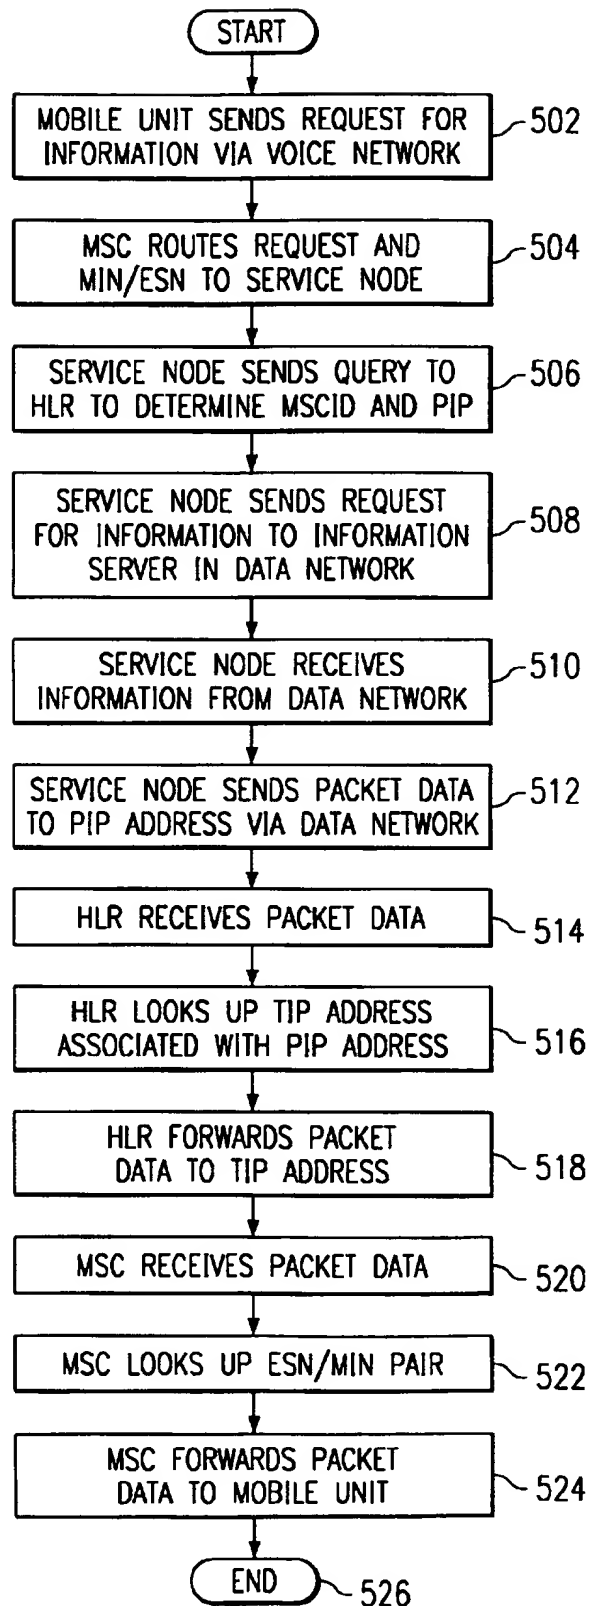 START
MOBILE UNIT SENDS REQUEST FOR
INFORMATION VIA VOICE NETWORK
502
MSC ROUTES REQUEST AND
MIN/ESN TO SERVICE NODE
504
SERVICE NODE SENDS QUERY TO
HLR TO DETERMINE MSCID AND PIP
506
SERVICE NODE SENDS REQUEST
FOR INFORMATION TO INFORMATION
SERVER IN DATA NETWORK
508
SERVICE NODE RECEIVES
INFORMATION FROM DATA NETWORK
510
SERVICE NODE SENDS PACKET DATA
TO PIP ADDRESS VIA DATA NETWORK
512
HLR RECEIVES PACKET DATA
514
HLR LOOKS UP TIP ADDRESS
ASSOCIATED WITH PIP ADDRESS
516
HLR FORWARDS PACKET
DATA TO TIP ADDRESS
518
MSC RECEIVES PACKET DATA
520
MSC LOOKS UP ESN/MIN PAIR
522
MSC FORWARDS PACKET
DATA TO MOBILE UNIT
524
END
526